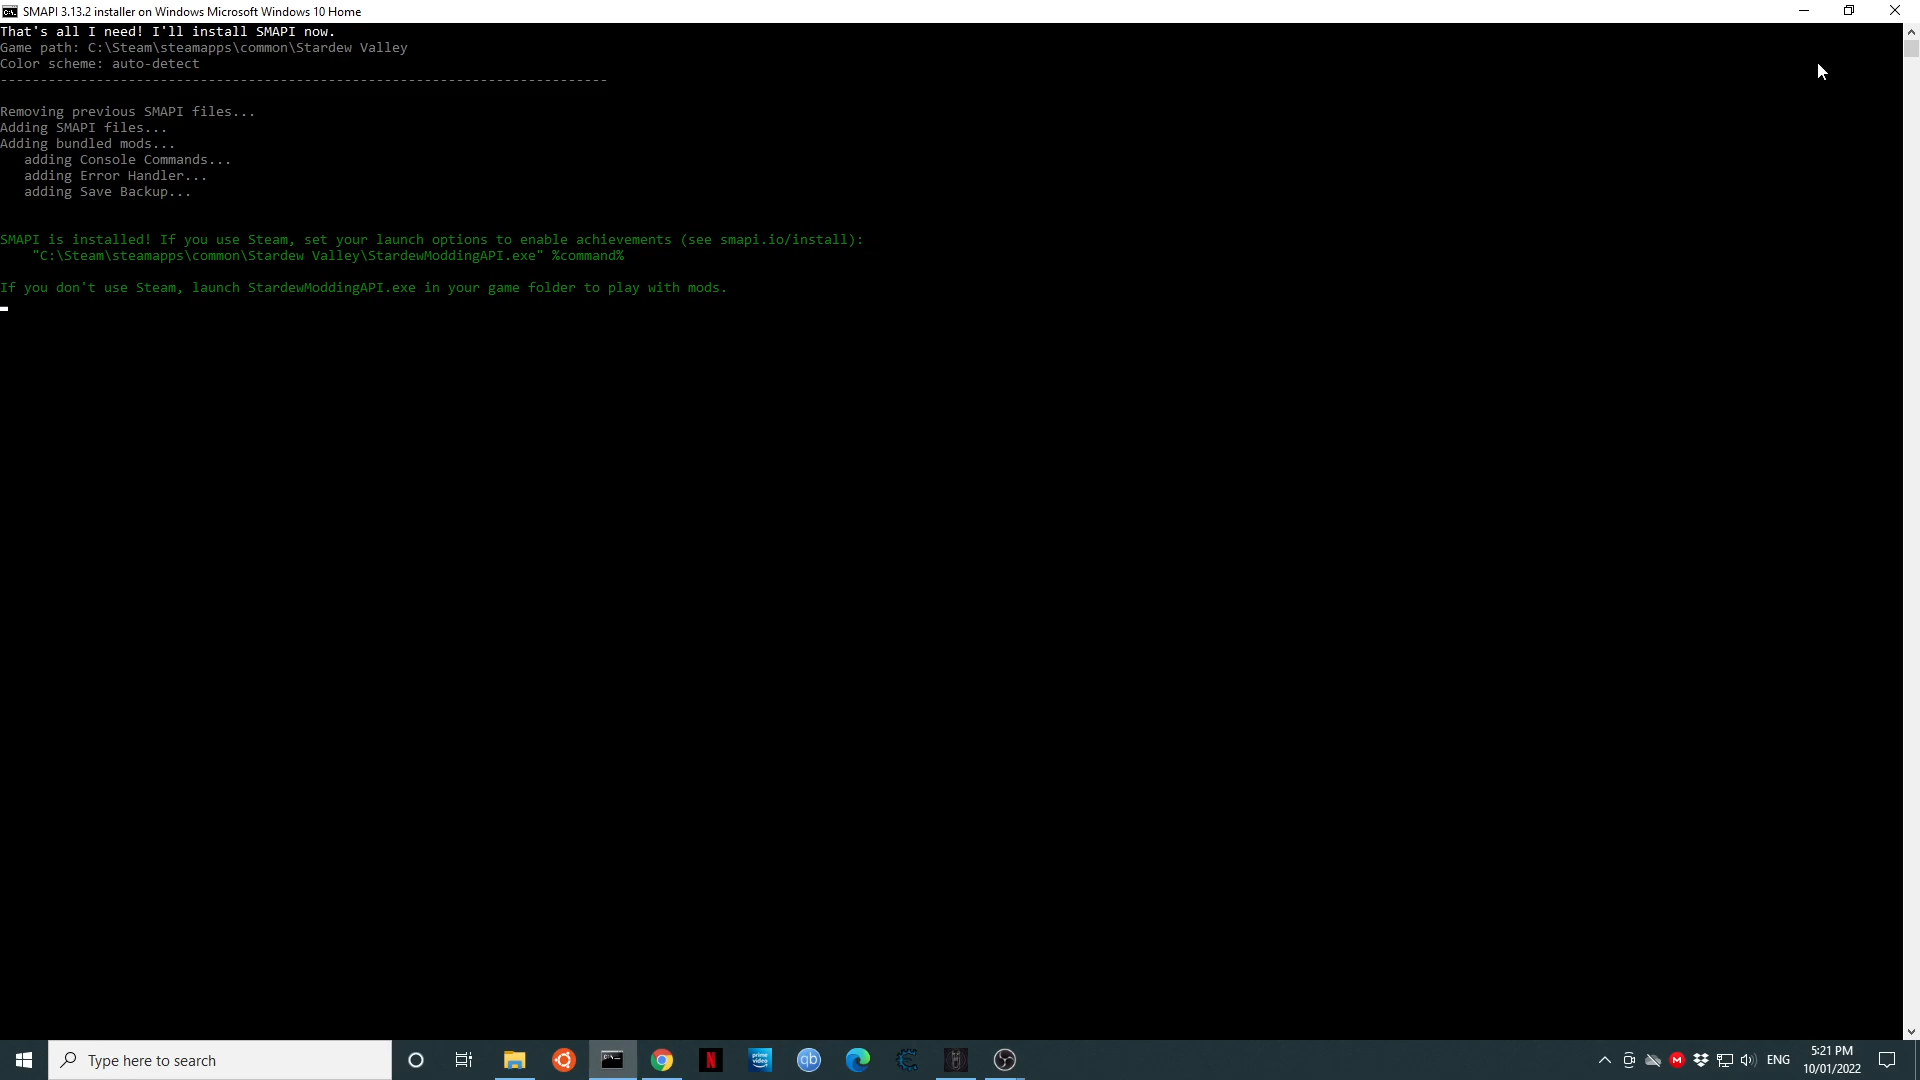 SMAPI 3.13.2 installer on Windows Microsoft Windows 10 Home
That's all I need! I'll install SMAPI now.
Game path: C:\Steam\steamapps\common\Stardew Valley
Color scheme: auto-detect
----------------------------------------------------------------------------
Removing previous SMAPI files...
Adding SMAPI files...
Adding bundled mods...
adding Console Commands...
adding Error Handler...
adding Save Backup...
SMAPI is installed! If you use Steam, set your launch options to enable achievements (see smapi.io/install):
"C:\Steam\steamapps\common\Stardew Valley\StardewModdingAPI.exe" %command%
If you don't use Steam, launch StardewModdingAPI.exe in your game folder to play with mods.
Type here to search
N
prime video
qb
M
ENG
5:21 PM
10/01/2022